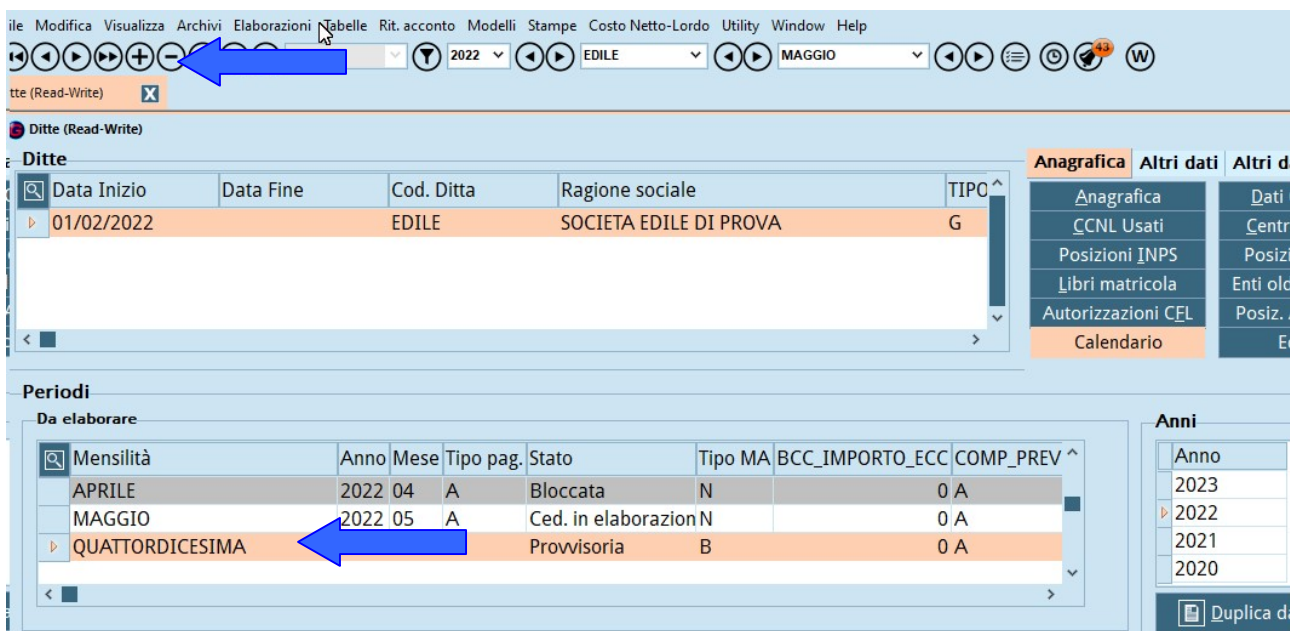 ile Modifica Visualizza Archivi Elaborazioni Tabelle Rit. acconto Modelli Stampe Costo Netto-Lordo Utility Window Help
2022 EDILE MAGGIO 43 W
tte (Read-Write) X
Ditte (Read-Write)
Ditte
Anagrafica Altri dati Altri d
Data Inizio Data Fine Cod. Ditta Ragione sociale TIPO
01/02/2022 EDILE SOCIETA EDILE DI PROVA G
Anagrafica Dati
CCNL Usati Centr
Posizioni INPS Posizi
Libri matricola Enti old
Autorizzazioni CFL Posiz.
Calendario E
Periodi
Da elaborare
Mensilità Anno Mese Tipo pag. Stato Tipo MA BCC_IMPORTO_ECC COMP_PREV
APRILE 2022 04 A Bloccata N 0 A
MAGGIO 2022 05 A Ced. in elaborazion N 0 A
QUATTORDICESIMA Provvisoria B 0 A
Anni
Anno
2023
2022
2021
2020
Duplica da